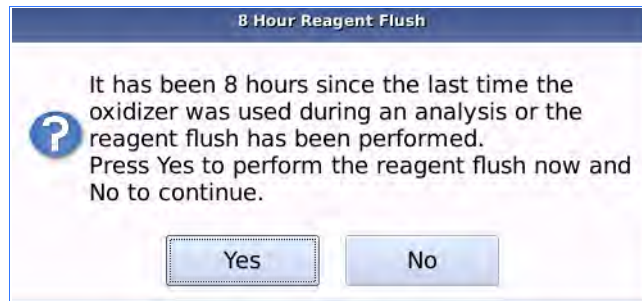 8 Hour Reagent Flush
It has been 8 hours since the last time the
oxidizer was used during an analysis or the
reagent flush has been performed.
Press Yes to perform the reagent flush now and
No to continue.
Yes No